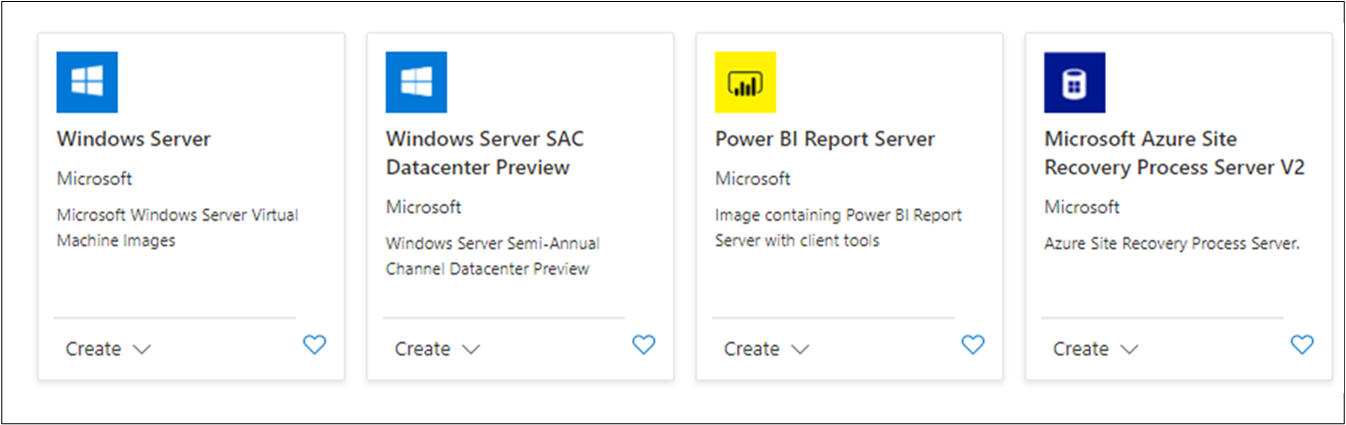 Windows Server
Microsoft
Microsoft Windows Server Virtual
Machine Images
Create
Windows Server SAC
Datacenter Preview
Microsoft
Windows Server Semi-Annual
Channel Datacenter Preview
Create
Power BI Report Server
Microsoft
Image containing Power BI Report
Server with client tools
Create
Microsoft Azure Site
Recovery Process Server V2
Microsoft
Azure Site Recovery Process Server.
Create